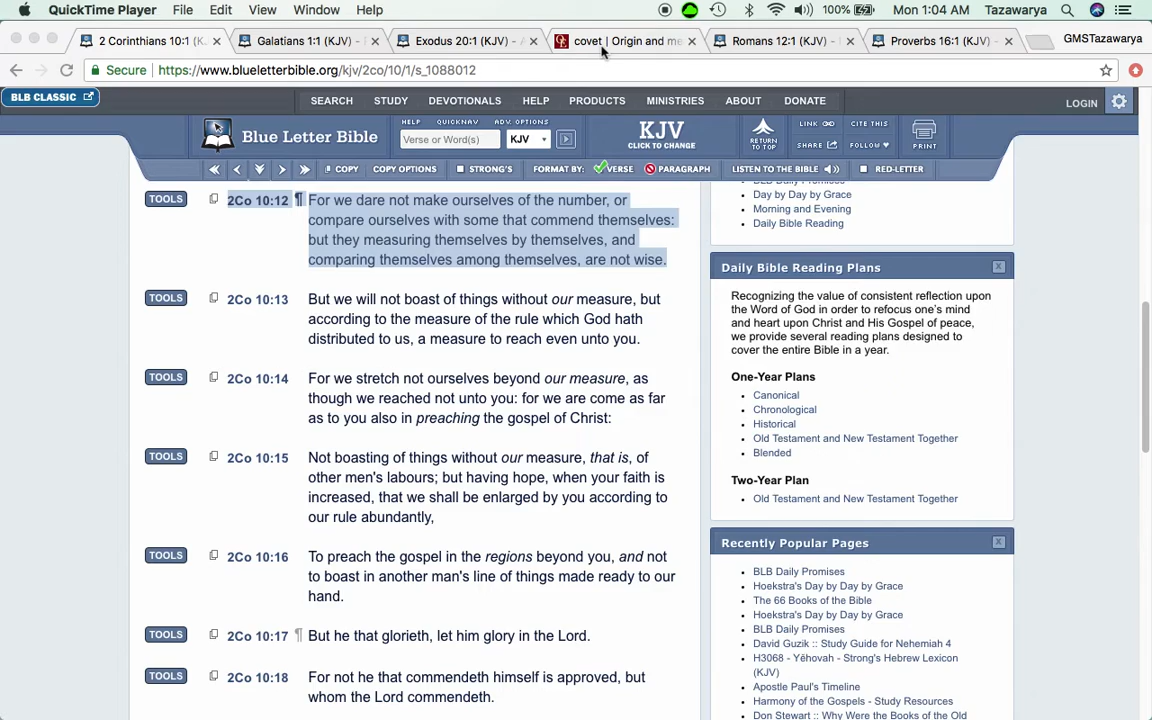 QuickTime Player File Edit View Window Help 100% Mon 1:04 AM Tazawarya
2 Corinthians 10:1 (KJV) - Galatians 1:1 (KJV) - Exodus 20:1 (KJV) - A covet | Origin and me Romans 12:1 (KJV) - B Proverbs 16:1 (KJV) - GMSTazawarya
Secure https://www.blueletterbible.org/kjv/2co/10/1/s_1088012
BLB CLASSIC SEARCH STUDY DEVOTIONALS HELP PRODUCTS MINISTRIES ABOUT DONATE LOGIN
HELP QUICKNAV ADV. OPTIONS
Blue Letter Bible Verse or Word(s) KJV
KJV
CLICK TO CHANGE
RETURN
TO TOP
LINK CITE THIS
SHARE FOLLOW
PRINT
COPY COPY OPTIONS STRONG'S FORMAT BY: VERSE PARAGRAPH LISTEN TO THE BIBLE RED-LETTER
TOOLS 2Co 10:12 ¶ For we dare not make ourselves of the number, or
compare ourselves with some that commend themselves:
but they measuring themselves by themselves, and
comparing themselves among themselves, are not wise.
TOOLS 2Co 10:13 But we will not boast of things without our measure, but
according to the measure of the rule which God hath
distributed to us, a measure to reach even unto you.
TOOLS 2Co 10:14 For we stretch not ourselves beyond our measure, as
though we reached not unto you: for we are come as far
as to you also in preaching the gospel of Christ:
TOOLS 2Co 10:15 Not boasting of things without our measure, that is, of
other men's labours; but having hope, when your faith is
increased, that we shall be enlarged by you according to
our rule abundantly,
TOOLS 2Co 10:16 To preach the gospel in the regions beyond you, and not
to boast in another man's line of things made ready to our
hand.
TOOLS 2Co 10:17 ¶ But he that glorieth, let him glory in the Lord.
TOOLS 2Co 10:18 For not he that commendeth himself is approved, but
whom the Lord commendeth.
BLB Daily Promises
Day by Day by Grace
Morning and Evening
Daily Bible Reading
Daily Bible Reading Plans
Recognizing the value of consistent reflection upon
the Word of God in order to refocus one's mind
and heart upon Christ and His Gospel of peace,
we provide several reading plans designed to
cover the entire Bible in a year.
One-Year Plans
Canonical
Chronological
Historical
Old Testament and New Testament Together
Blended
Two-Year Plan
Old Testament and New Testament Together
Recently Popular Pages
BLB Daily Promises
Hoekstra's Day by Day by Grace
The 66 Books of the Bible
Hoekstra's Day by Day by Grace
BLB Daily Promises
David Guzik :: Study Guide for Nehemiah 4
H3068 - Yĕhovah - Strong's Hebrew Lexicon
(KJV)
Apostle Paul's Timeline
Harmony of the Gospels - Study Resources
Don Stewart :: Why Were the Books of the Old